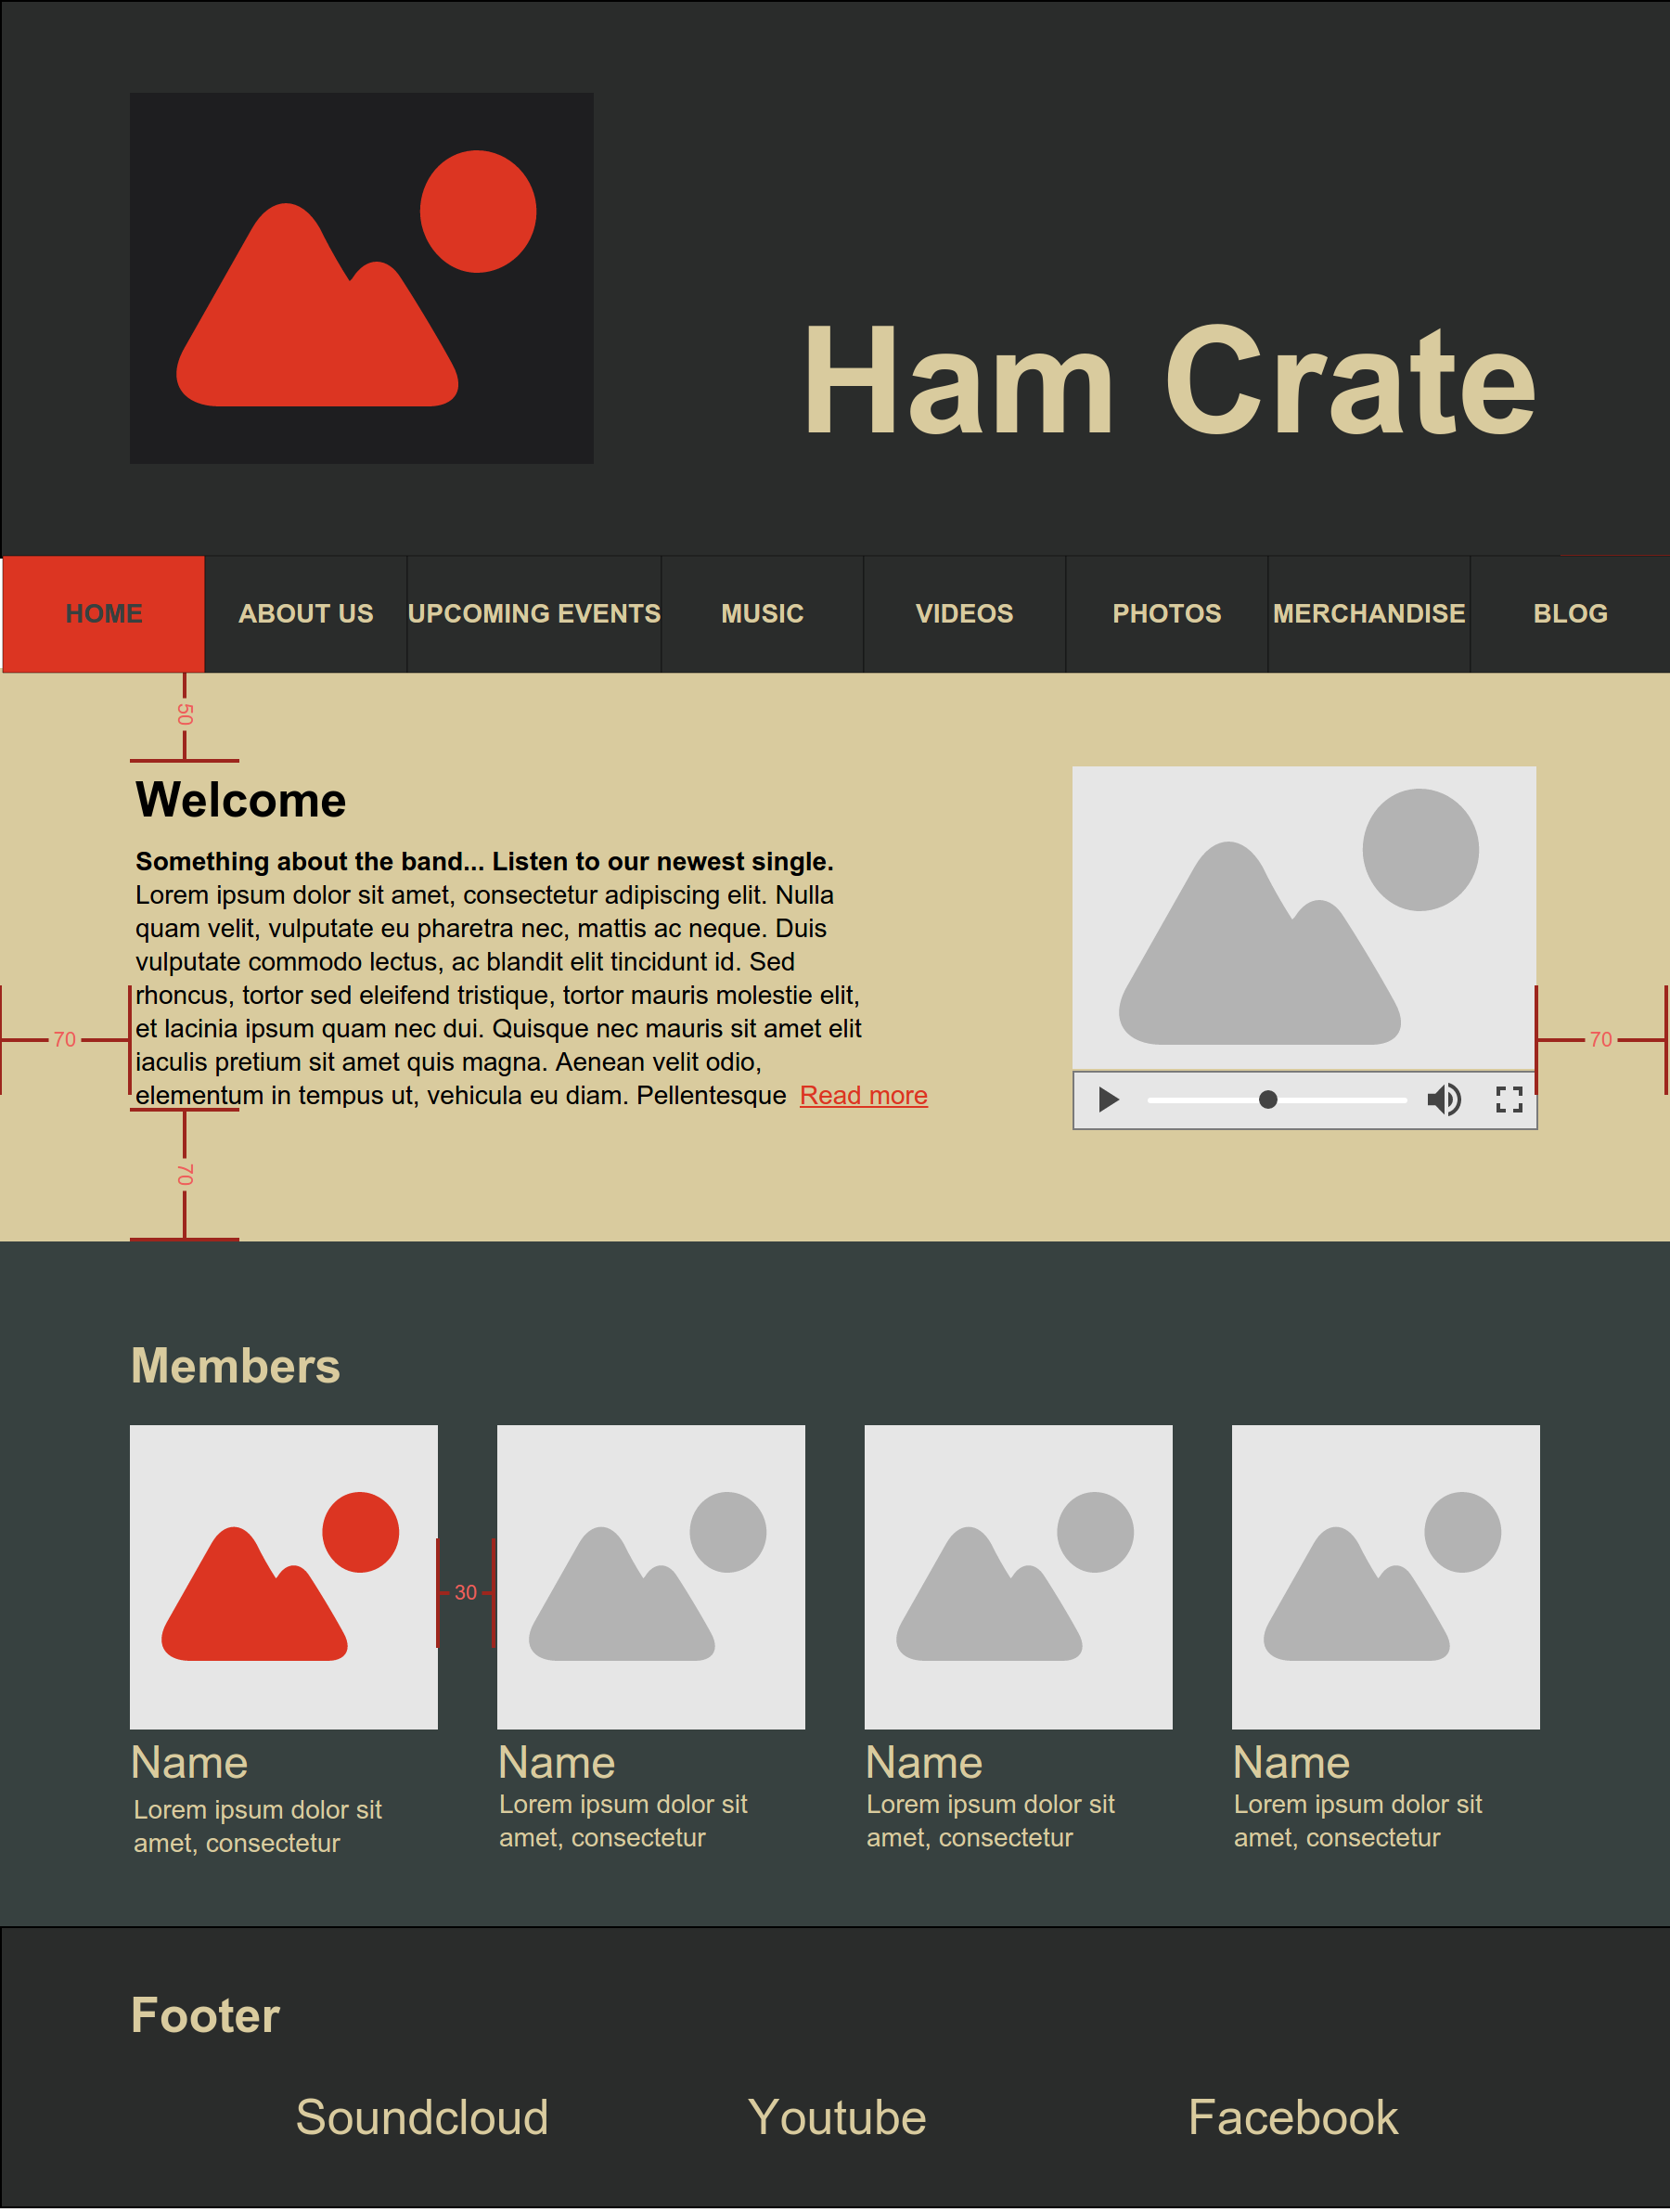 Ham Crate
HOME ABOUT US UPCOMING EVENTS MUSIC VIDEOS PHOTOS MERCHANDISE BLOG
50
Welcome
Something about the band... Listen to our newest single.
Lorem ipsum dolor sit amet, consectetur adipiscing elit. Nulla
quam velit, vulputate eu pharetra nec, mattis ac neque. Duis
vulputate commodo lectus, ac blandit elit tincidunt id. Sed
rhoncus, tortor sed eleifend tristique, tortor mauris molestie elit,
et lacinia ipsum quam nec dui. Quisque nec mauris sit amet elit
iaculis pretium sit amet quis magna. Aenean velit odio,
elementum in tempus ut, vehicula eu diam. Pellentesque Read more
70
70
70
Members
30
Name
Lorem ipsum dolor sit
amet, consectetur
Name
Lorem ipsum dolor sit
amet, consectetur
Name
Lorem ipsum dolor sit
amet, consectetur
Name
Lorem ipsum dolor sit
amet, consectetur
Footer
Soundcloud Youtube Facebook